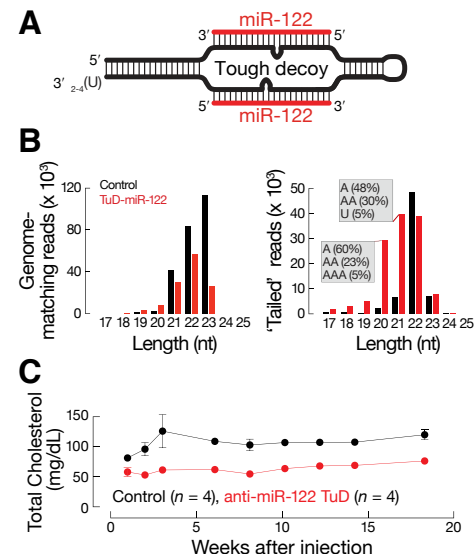 A
miR-122
3′ 5′
5′
Tough decoy
3′ 2–4(U)
5′ 3′
miR-122
B
Control
TuD-miR-122
Genome-
matching reads (x 10³)
120
80
40
0
17 18 19 20 21 22 23 24 25
Length (nt)
'Tailed' reads (x 10³)
50
40
30
20
10
0
A (48%)
AA (30%)
U (5%)
A (60%)
AA (23%)
AAA (5%)
17 18 19 20 21 22 23 24 25
Length (nt)
C
Total Cholesterol
(mg/dL)
150
100
50
0
Control (n = 4), anti-miR-122 TuD (n = 4)
0 5 10 15 20
Weeks after injection